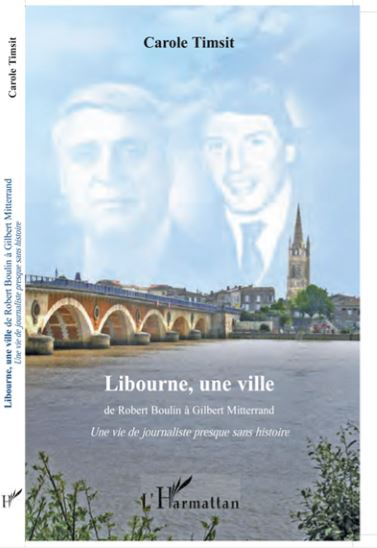 Carole Timsit
Libourne, une ville de Robert Boulin à Gilbert Mitterrand
Une vie de journaliste presque sans histoire
Carole Timsit
Libourne, une ville
de Robert Boulin à Gilbert Mitterrand
Une vie de journaliste presque sans histoire
L'Harmattan